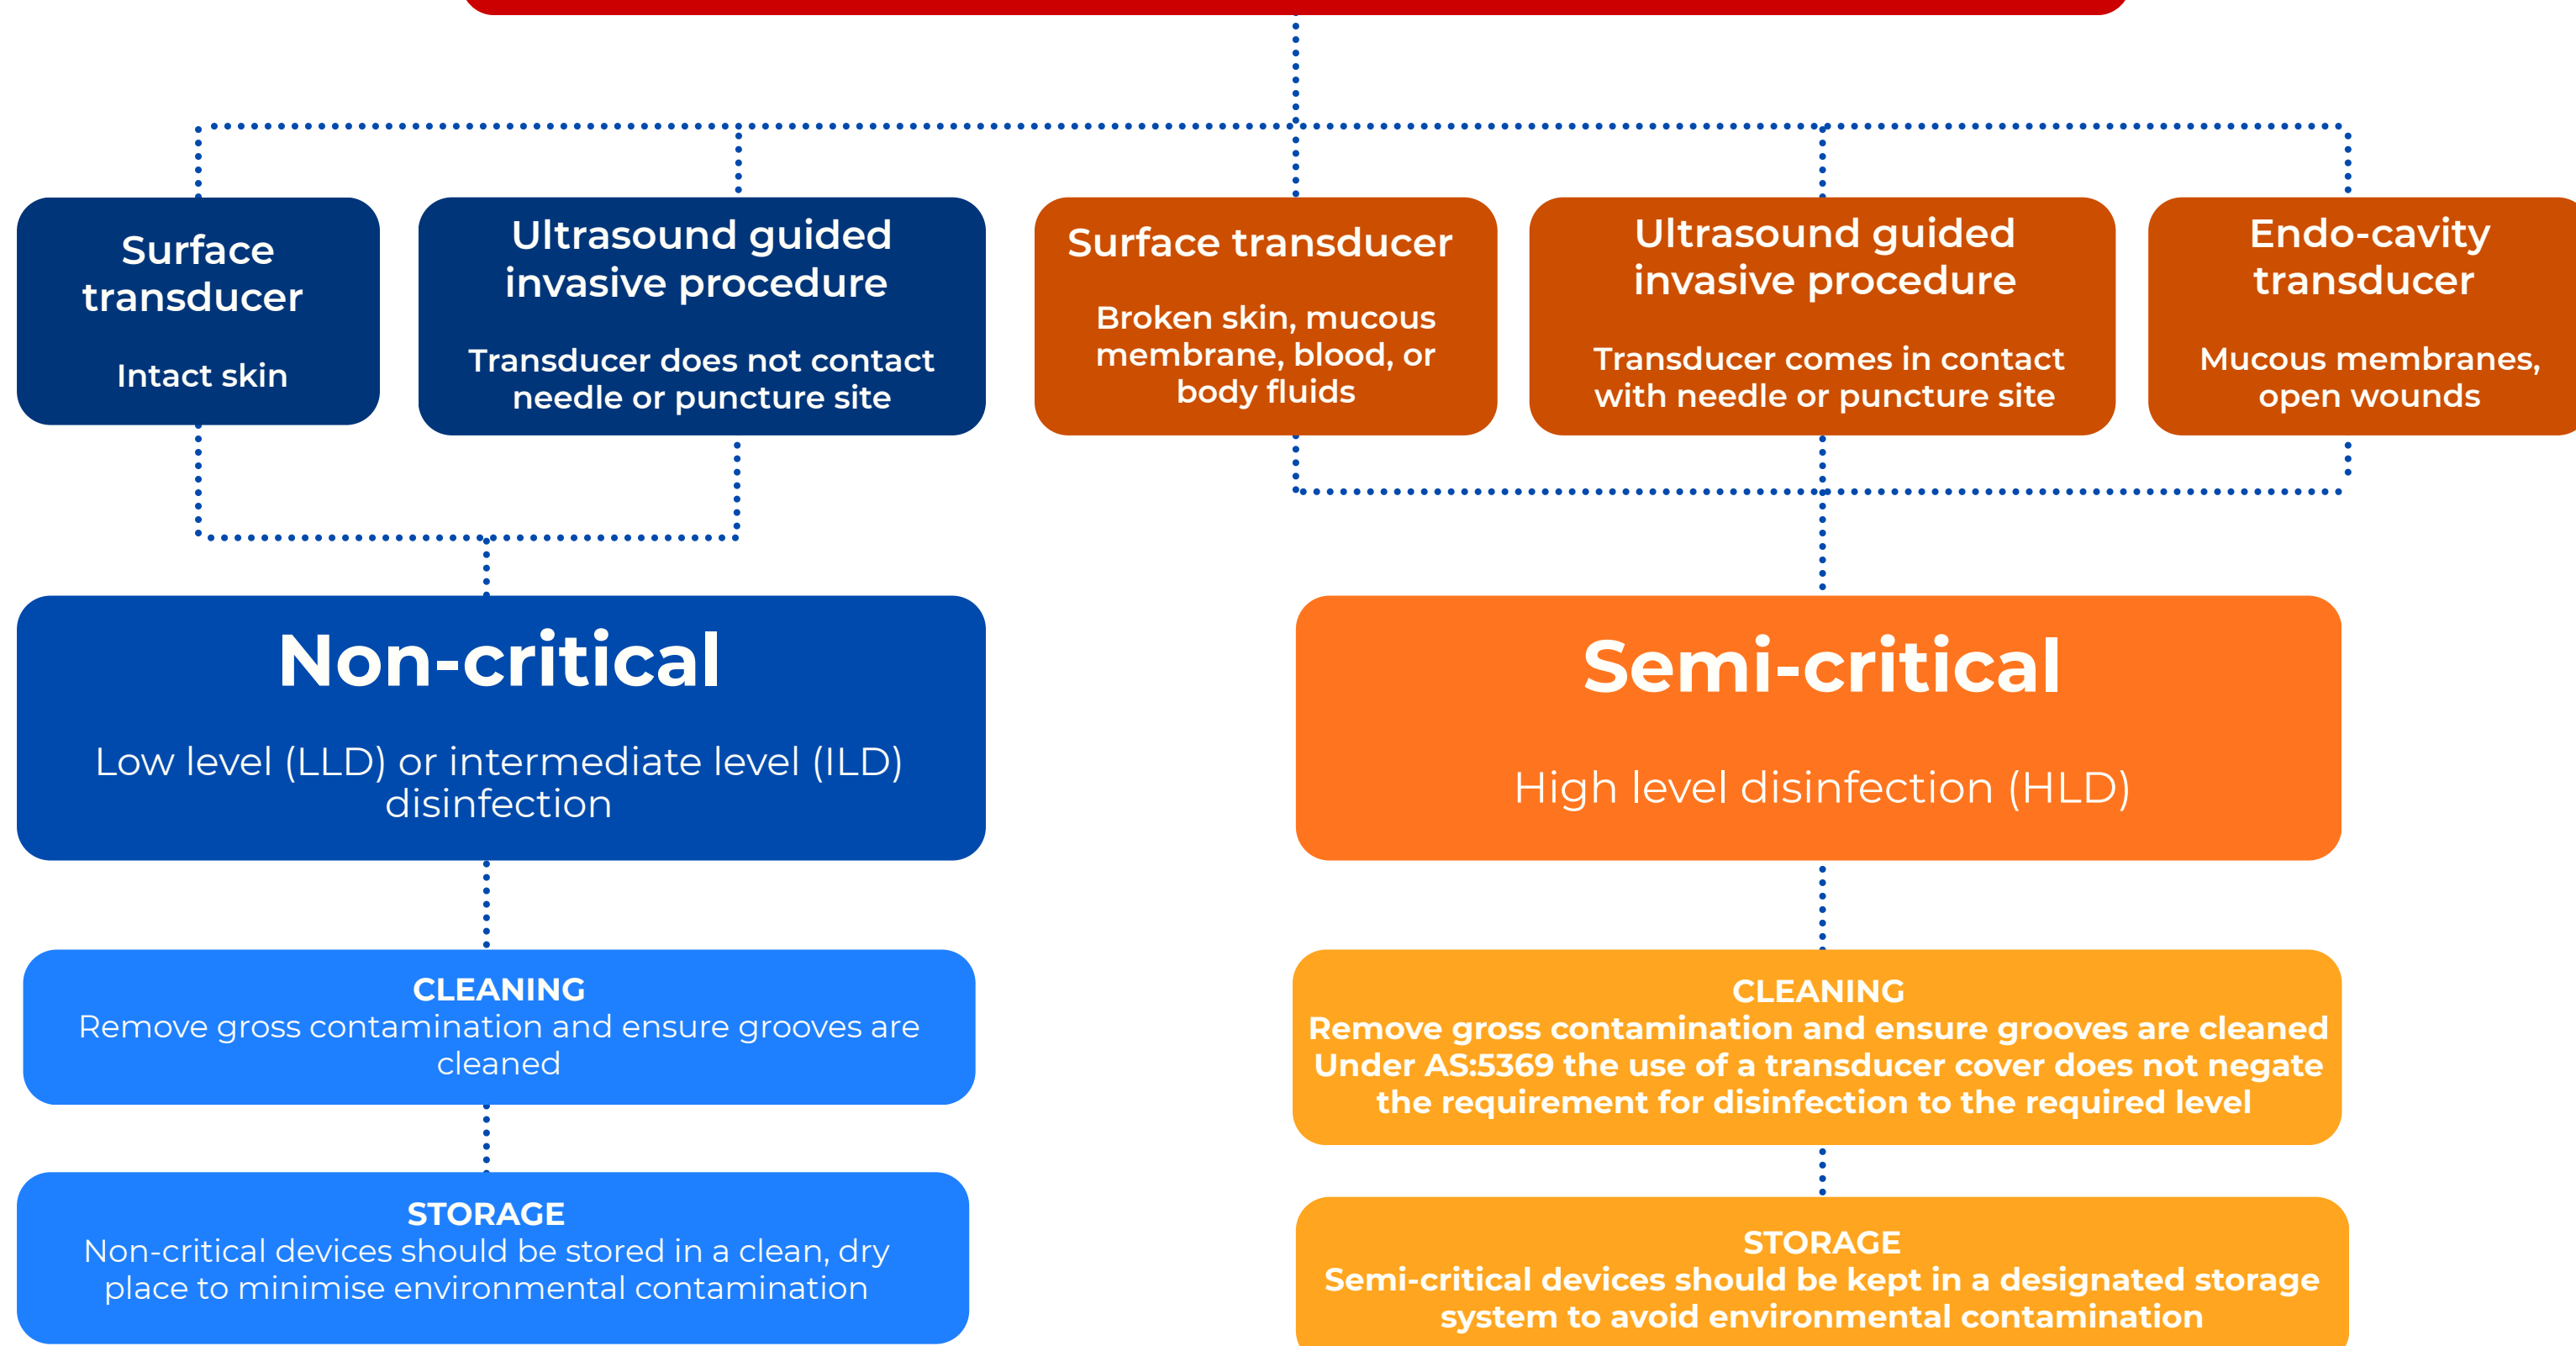 Surface
transducer
Intact skin
Ultrasound guided
invasive procedure
Transducer does not contact
needle or puncture site
Surface transducer
Broken skin, mucous
membrane, blood, or
body fluids
Ultrasound guided
invasive procedure
Transducer comes in contact
with needle or puncture site
Endo-cavity
transducer
Mucous membranes,
open wounds
Non-critical
Low level (LLD) or intermediate level (ILD)
disinfection
Semi-critical
High level disinfection (HLD)
CLEANING
Remove gross contamination and ensure grooves are
cleaned
CLEANING
Remove gross contamination and ensure grooves are cleaned
Under AS:5369 the use of a transducer cover does not negate
the requirement for disinfection to the required level
STORAGE
Non-critical devices should be stored in a clean, dry
place to minimise environmental contamination
STORAGE
Semi-critical devices should be kept in a designated storage
system to avoid environmental contamination